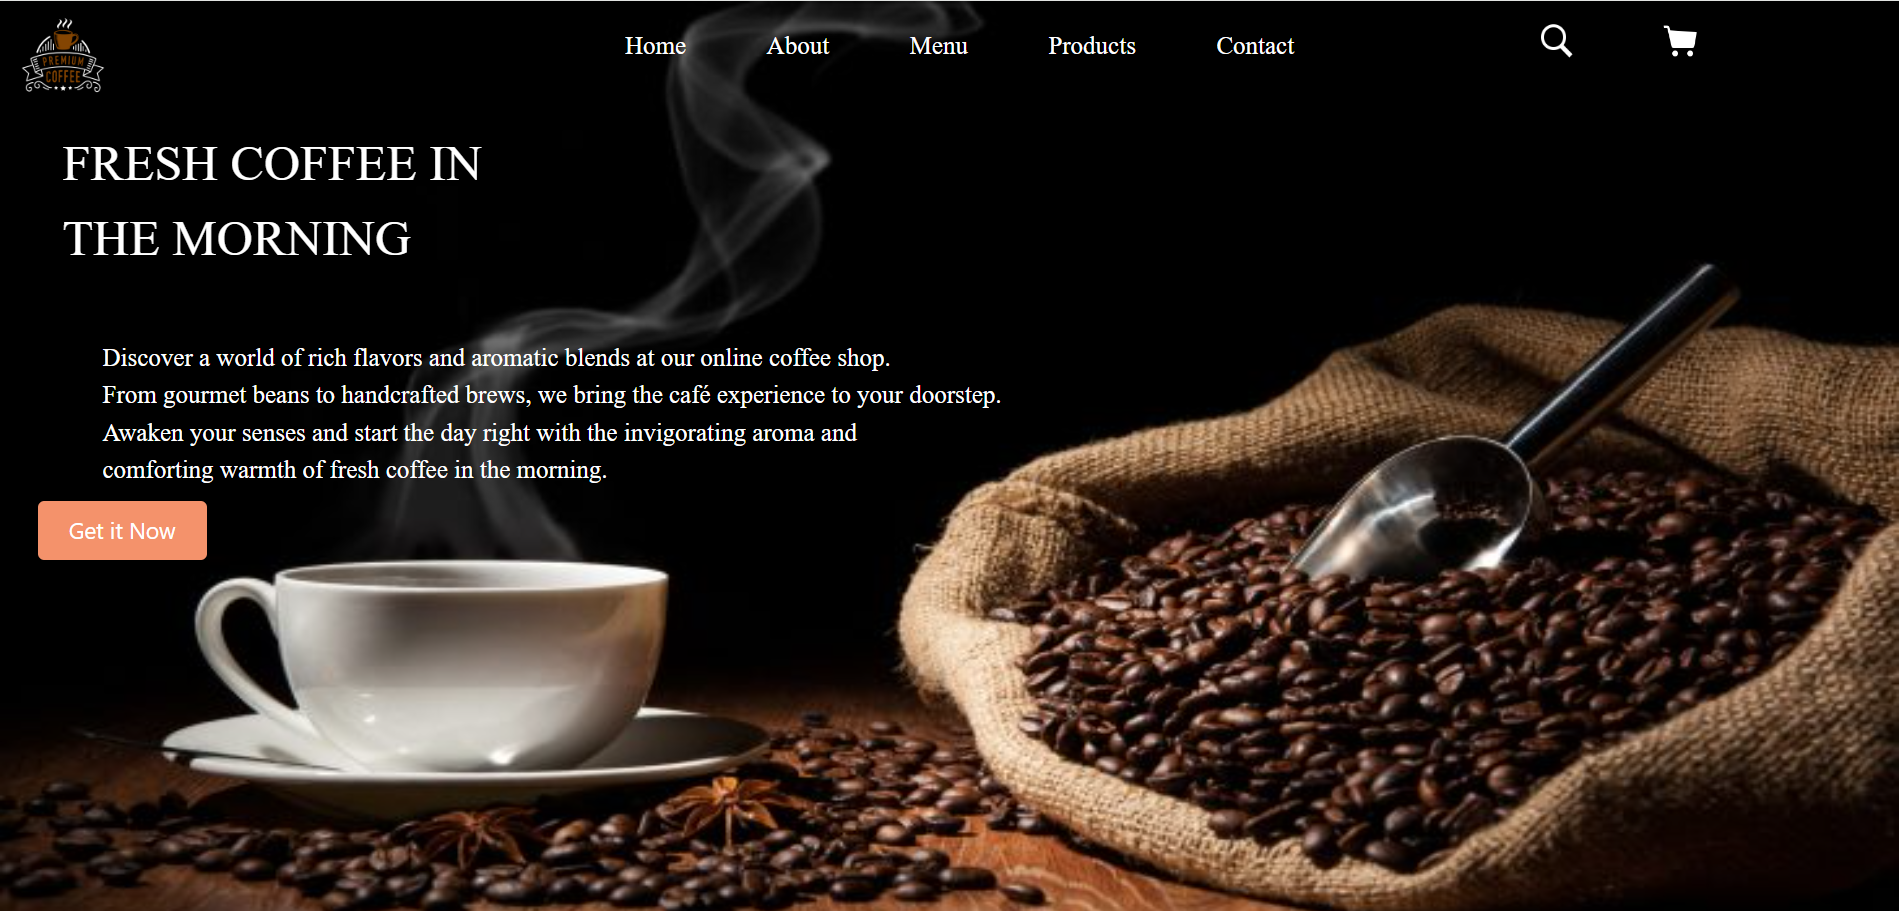 PREMIUM
COFFEE
Home About Menu Products Contact
FRESH COFFEE IN
THE MORNING
Discover a world of rich flavors and aromatic blends at our online coffee shop.
From gourmet beans to handcrafted brews, we bring the café experience to your doorstep.
Awaken your senses and start the day right with the invigorating aroma and
comforting warmth of fresh coffee in the morning.
Get it Now